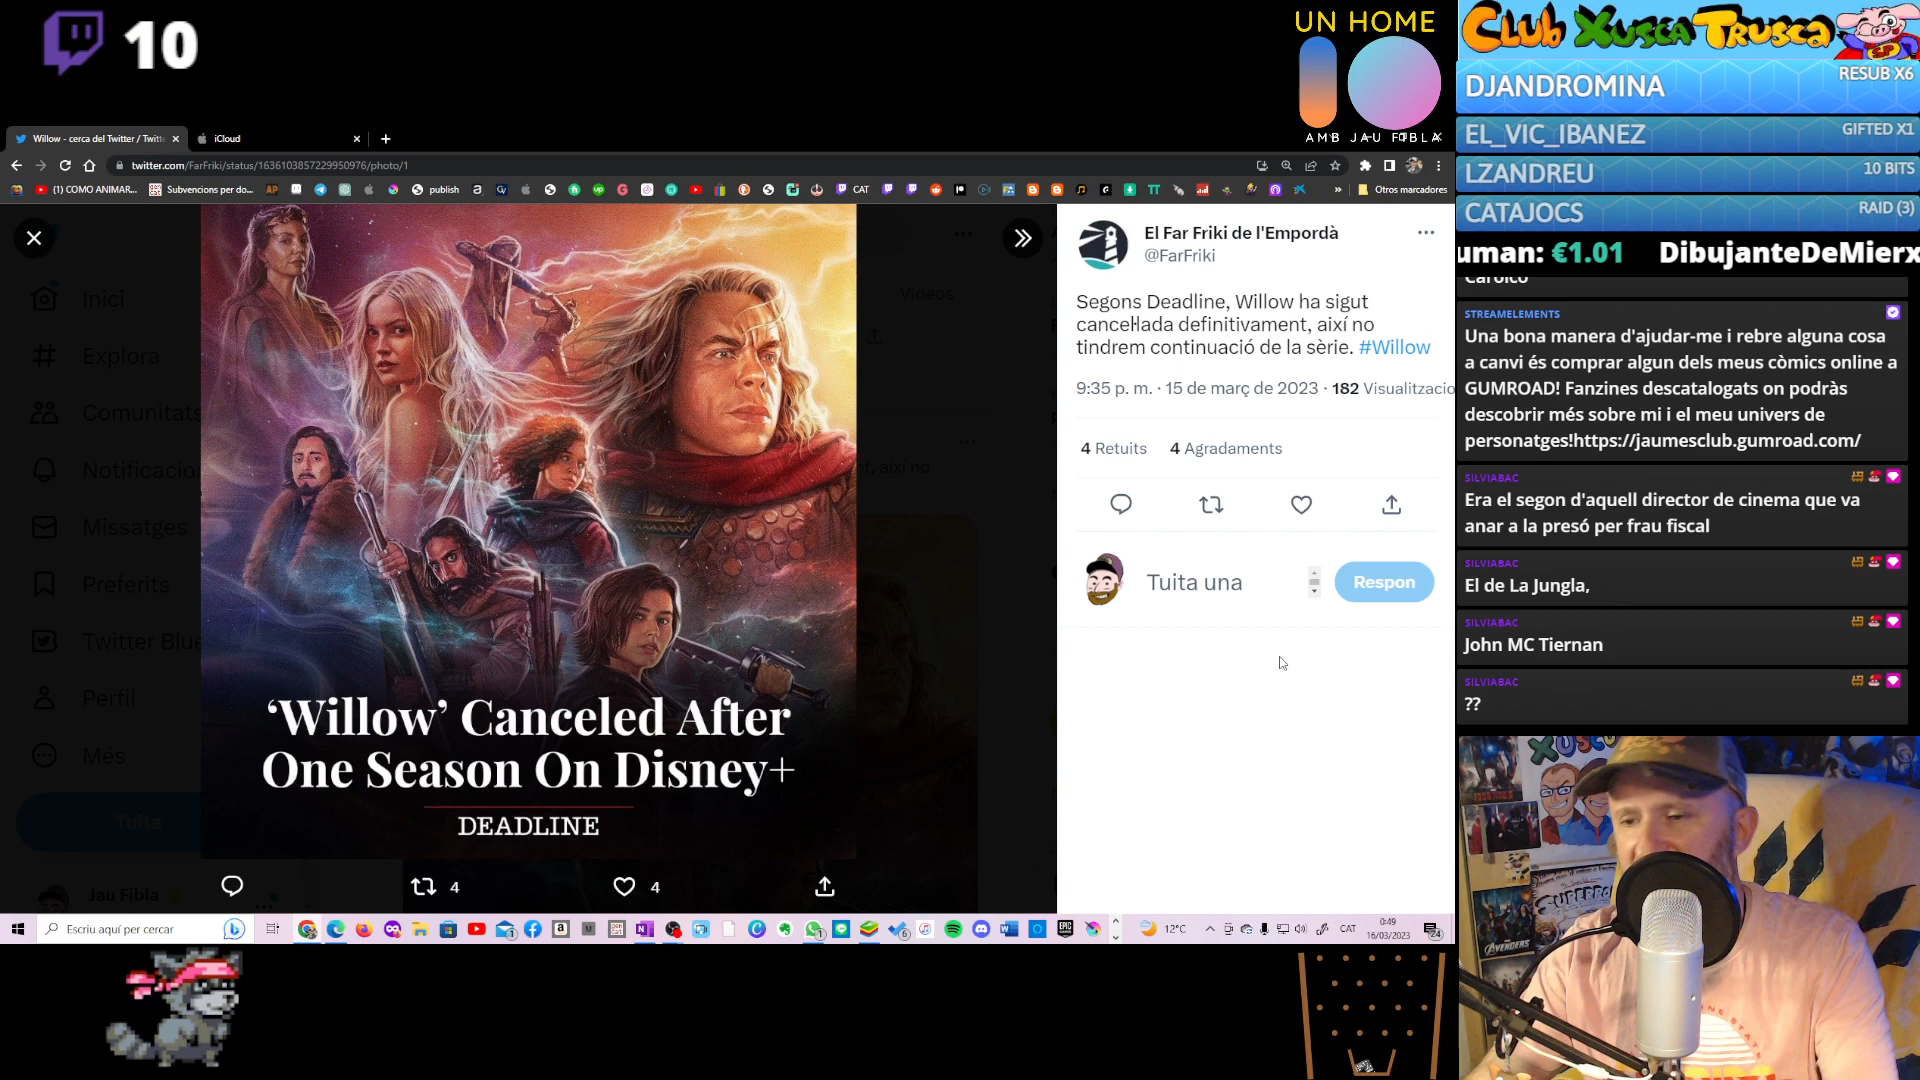 10
UN HOME
AMB JAU FIBLA
Club Xusca Trusca
DJANDROMINA
RESUB X6
EL_VIC_IBANEZ
GIFTED X1
LZANDREU
10 BITS
CATAJOCS
RAID (3)
uman: €1.01 DibujanteDeMierx
Willow - cerca del Twitter / Twitt
iCloud
twitter.com/FarFriki/status/1636103857229950976/photo/1
(1) COMO ANIMAR...
Subvencions per do...
publish
CAT
Otros marcadores
Inici
Explora
Comunitats
Notificacio
Missatges
Preferits
Twitter Blue
Perfil
Més
Tuita
Jau Fibla
Videos
t, així no
'Willow' Canceled After
One Season On Disney+
DEADLINE
4
4
El Far Friki de l'Empordà
@FarFriki
Segons Deadline, Willow ha sigut
cancel·lada definitivament, així no
tindrem continuació de la sèrie. #Willow
9:35 p. m. · 15 de març de 2023 · 182 Visualitzacio
4 Retuits 4 Agradaments
Tuita una
Respon
STREAMELEMENTS
Una bona manera d'ajudar-me i rebre alguna cosa
a canvi és comprar algun dels meus còmics online a
GUMROAD! Fanzines descatalogats on podràs
descobrir més sobre mi i el meu univers de
personatges!https://jaumesclub.gumroad.com/
SILVIABAC
Era el segon d'aquell director de cinema que va
anar a la presó per frau fiscal
SILVIABAC
El de La Jungla,
SILVIABAC
John MC Tiernan
SILVIABAC
??
Escriu aquí per cercar
12°C
CAT
0:49
16/03/2023
24
AVENGERS